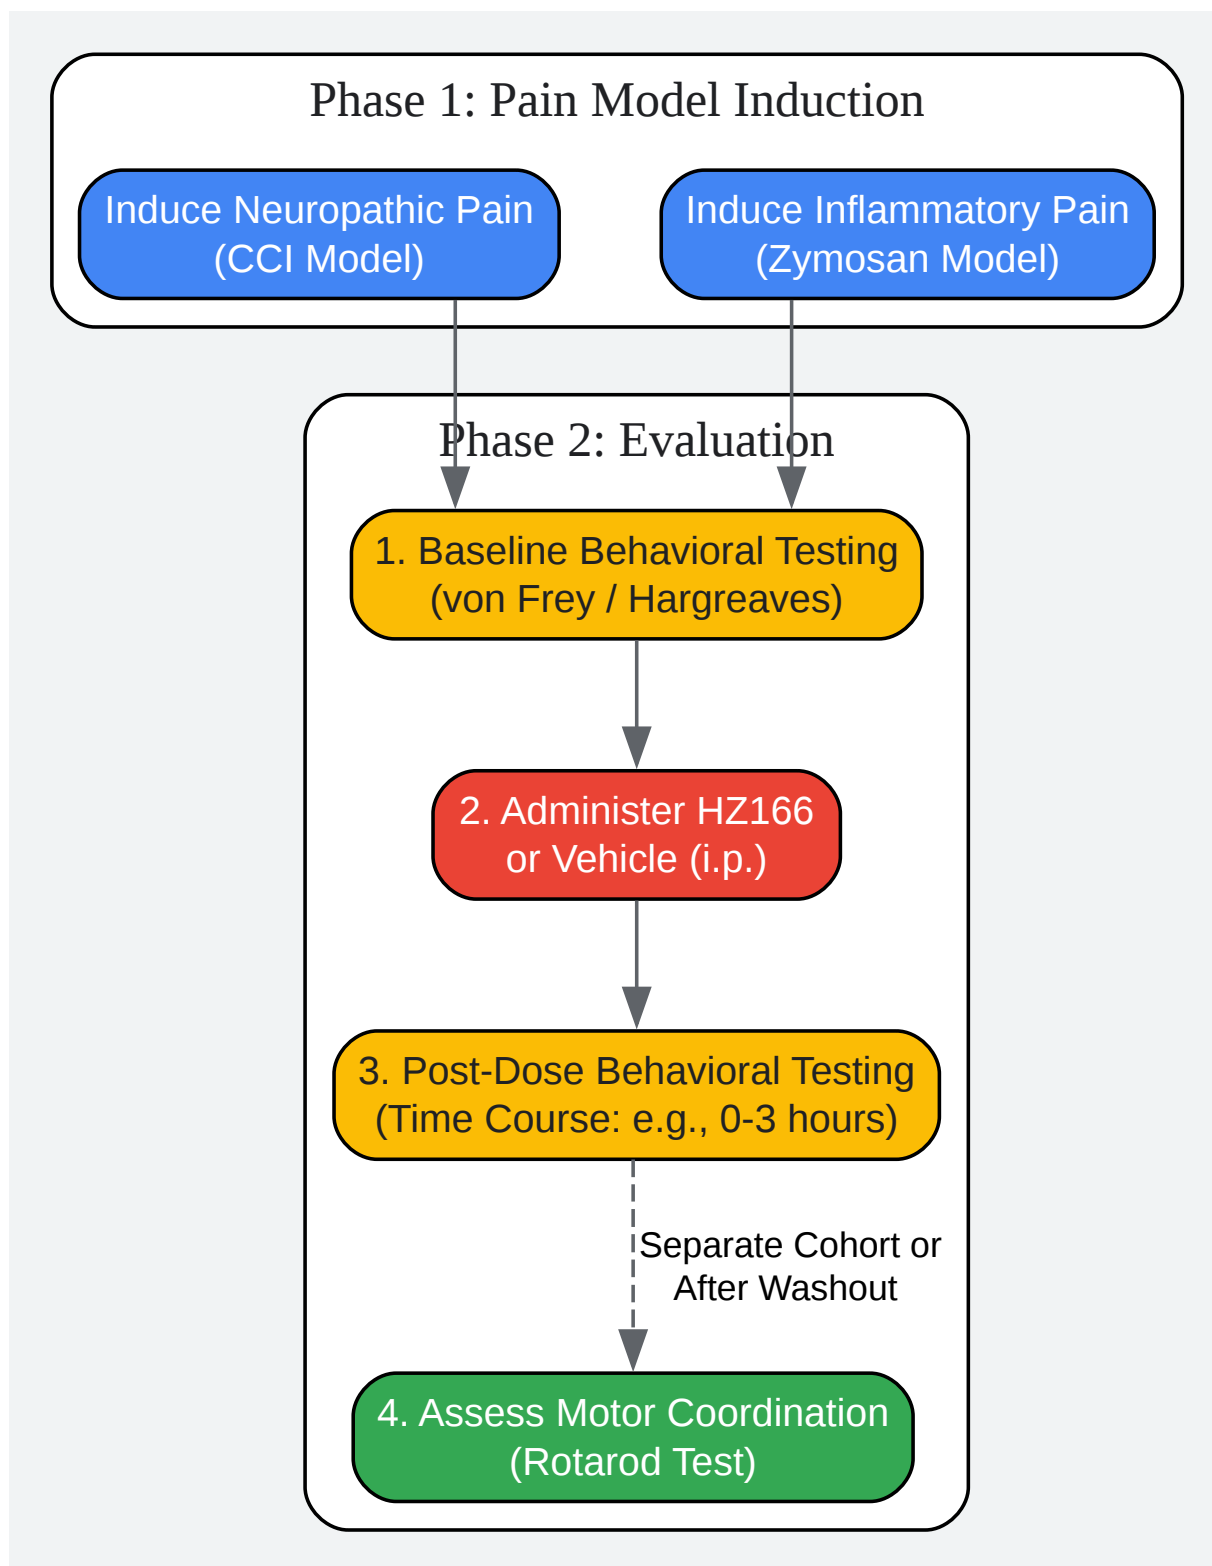 Phase 1: Pain Model Induction
Induce Neuropathic Pain
(CCI Model)
Induce Inflammatory Pain
(Zymosan Model)
Phase 2: Evaluation
1. Baseline Behavioral Testing
(von Frey / Hargreaves)
2. Administer HZ166
or Vehicle (i.p.)
3. Post-Dose Behavioral Testing
(Time Course: e.g., 0-3 hours)
Separate Cohort or
After Washout
4. Assess Motor Coordination
(Rotarod Test)